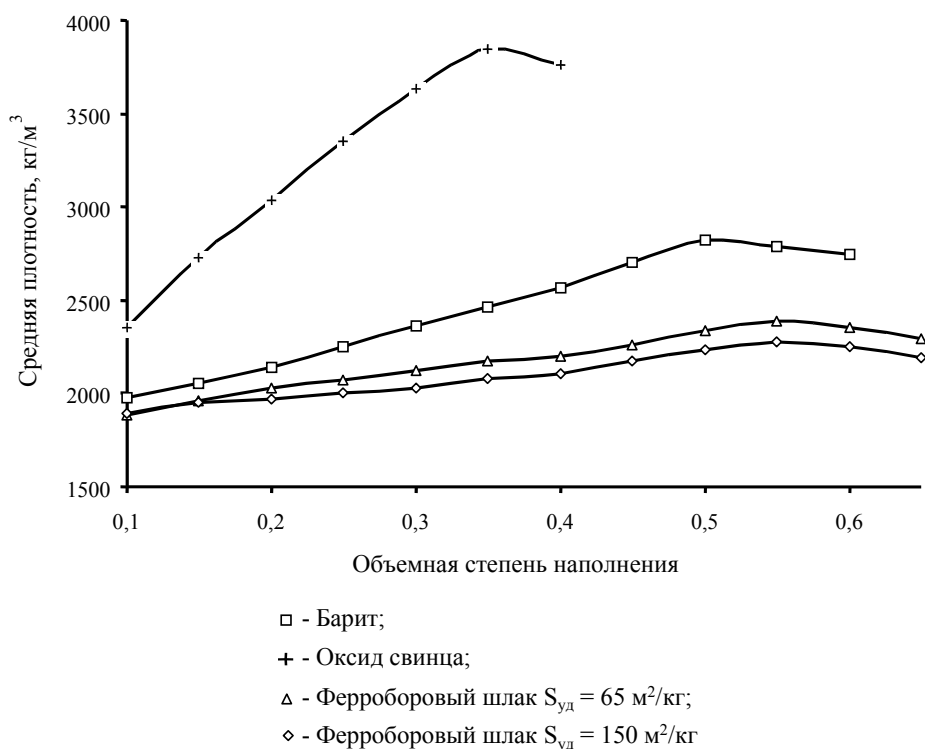 4000
3500
3000
2500
2000
1500
Средняя плотность, кг/м³
0,1 0,2 0,3 0,4 0,5 0,6
Объемная степень наполнения
- Барит;
- Оксид свинца;
- Ферроборовый шлак Sуд = 65 м²/кг;
- Ферроборовый шлак Sуд = 150 м²/кг